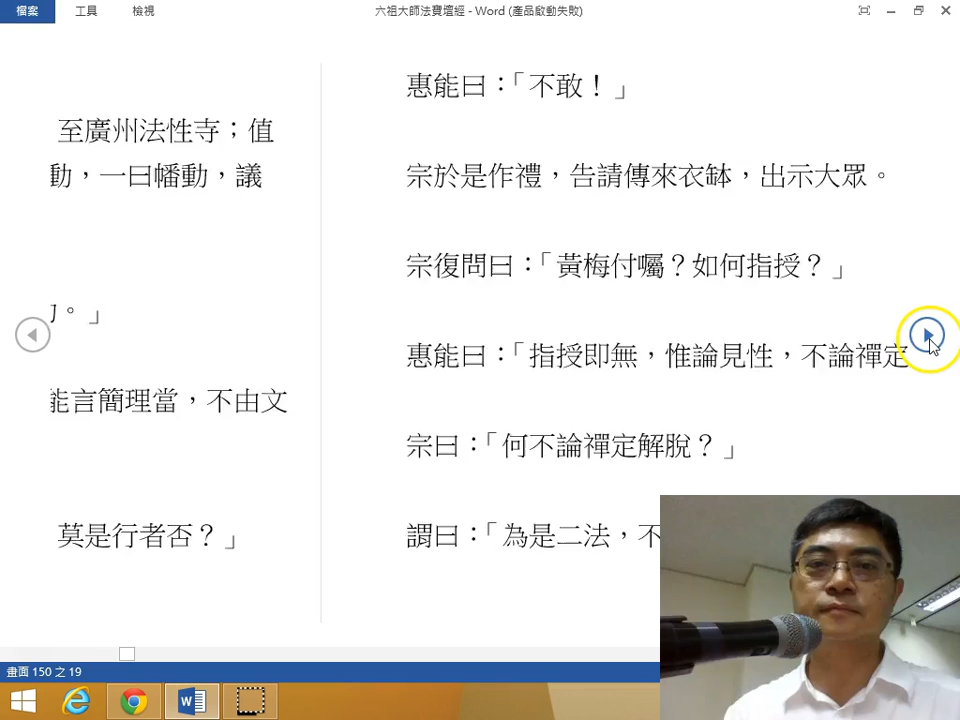 檔案 工具 檢視 六祖大師法寶壇經 - Word (產品啟動失敗)
至廣州法性寺；值
動，一曰幡動，議
。」
能言簡理當，不由文
莫是行者否？」
惠能曰：「不敢！」
宗於是作禮，告請傳來衣缽，出示大眾。
宗復問曰：「黃梅付囑？如何指授？」
惠能曰：「指授即無，惟論見性，不論禪定
宗曰：「何不論禪定解脫？」
謂曰：「為是二法，不
畫面 150 之 19